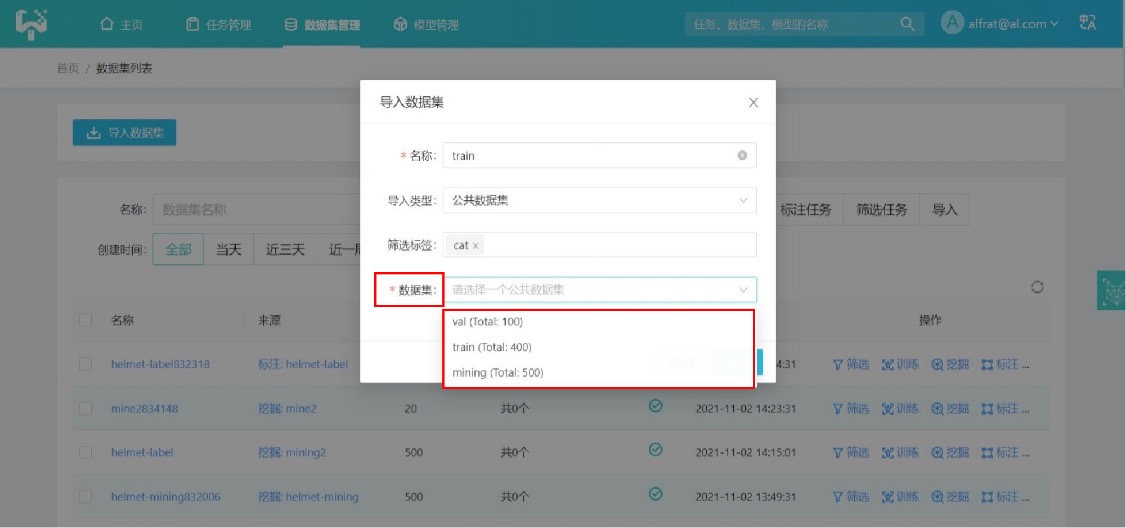 主页 任务管理 数据集管理 模型管理 任务、数据集、模型的名称 A alfrat@al.com
首页 / 数据集列表
导入数据集
导入数据集
* 名称: train
导入类型: 公共数据集
筛选标签: cat ×
* 数据集: 请选择一个公共数据集
val (Total: 100)
train (Total: 400)
mining (Total: 500)
名称: 数据集名称 标注任务 筛选任务 导入
创建时间: 全部 当天 近三天 近一
名称 来源 操作
helmet-label832318 标注: helmet-label 4:31 筛选 训练 挖掘 标注 ...
mine2834148 挖掘: mine2 20 共0个 2021-11-02 14:23:31 筛选 训练 挖掘 标注 ...
helmet-label 挖掘: mining2 500 共0个 2021-11-02 14:15:01 筛选 训练 挖掘 标注 ...
helmet-mining832006 挖掘: helmet-mining 500 共0个 2021-11-02 13:49:31 筛选 训练 挖掘 标注 ...